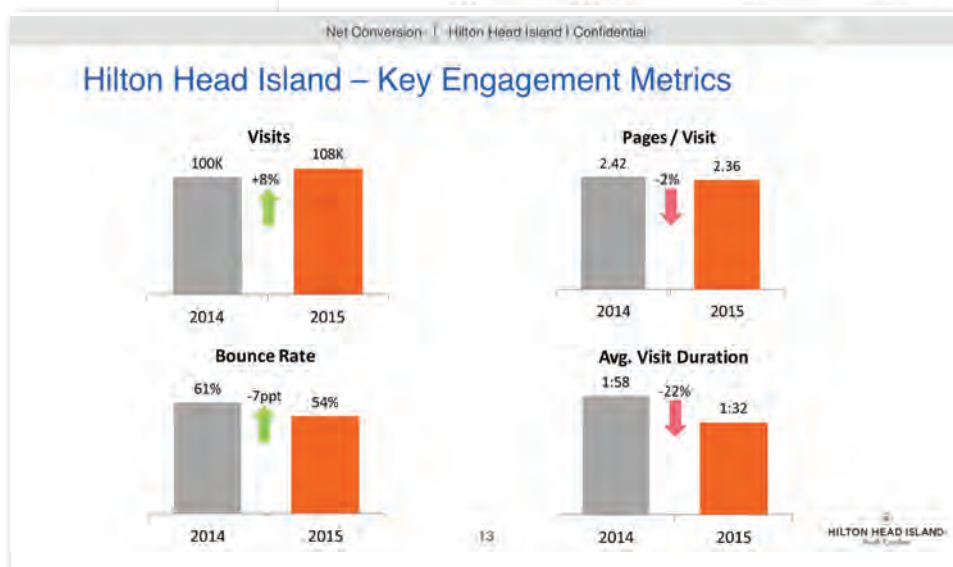 Net Conversion | Hilton Head Island | Confidential
Hilton Head Island – Key Engagement Metrics
Visits
100K
+8%
108K
2014
2015
Pages / Visit
2.42
-2%
2.36
2014
2015
Bounce Rate
61%
-7ppt
54%
2014
2015
Avg. Visit Duration
1:58
-22%
1:32
2014
2015
13
HILTON HEAD ISLAND
South Carolina